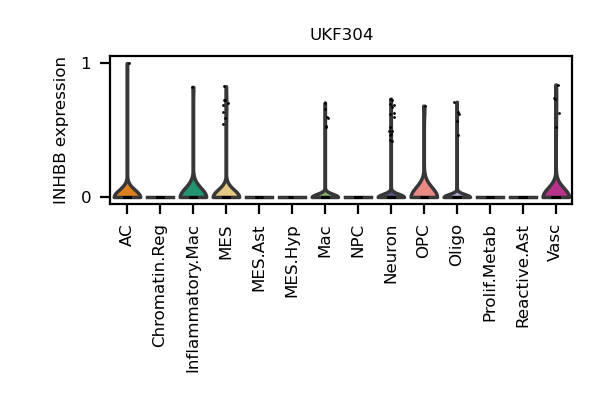 UKF304
INHBB expression
1
0
AC
Chromatin.Reg
Inflammatory.Mac
MES
MES.Ast
MES.Hyp
Mac
NPC
Neuron
OPC
Oligo
Prolif.Metab
Reactive.Ast
Vasc